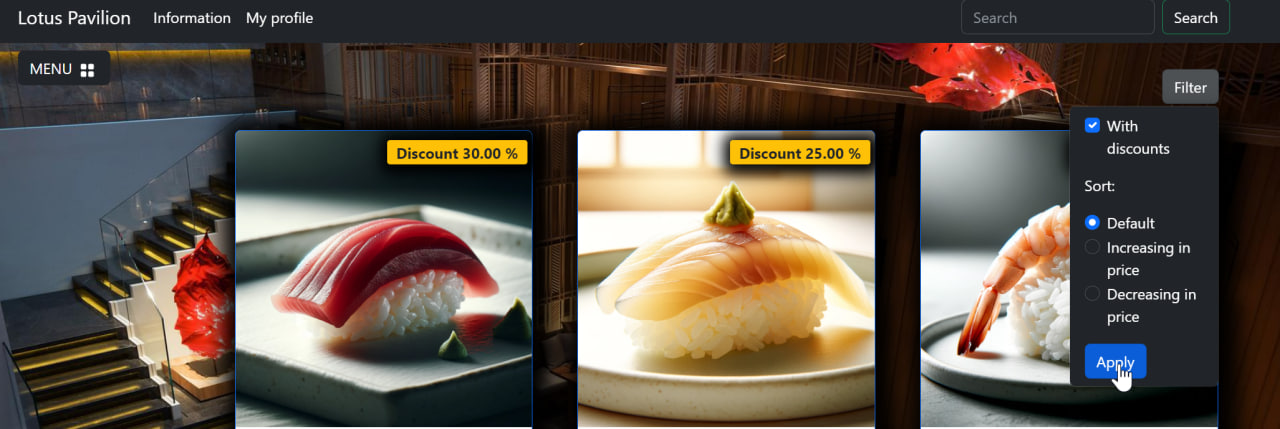 Lotus Pavilion Information My profile Search Search
MENU
Filter
Discount 30.00 %
Discount 25.00 %
With
discounts
Sort:
Default
Increasing in
price
Decreasing in
price
Apply